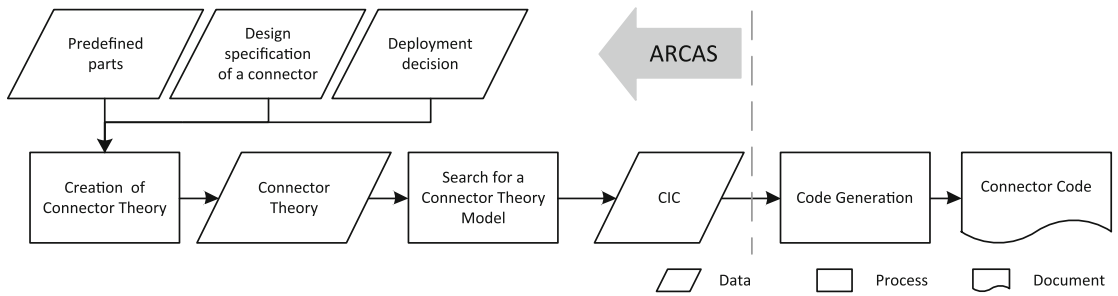 Predefined
parts
Design
specification
of a connector
Deployment
decision
ARCAS
Creation of
Connector Theory
Connector
Theory
Search for a
Connector Theory
Model
CIC
Code Generation
Connector Code
Data
Process
Document